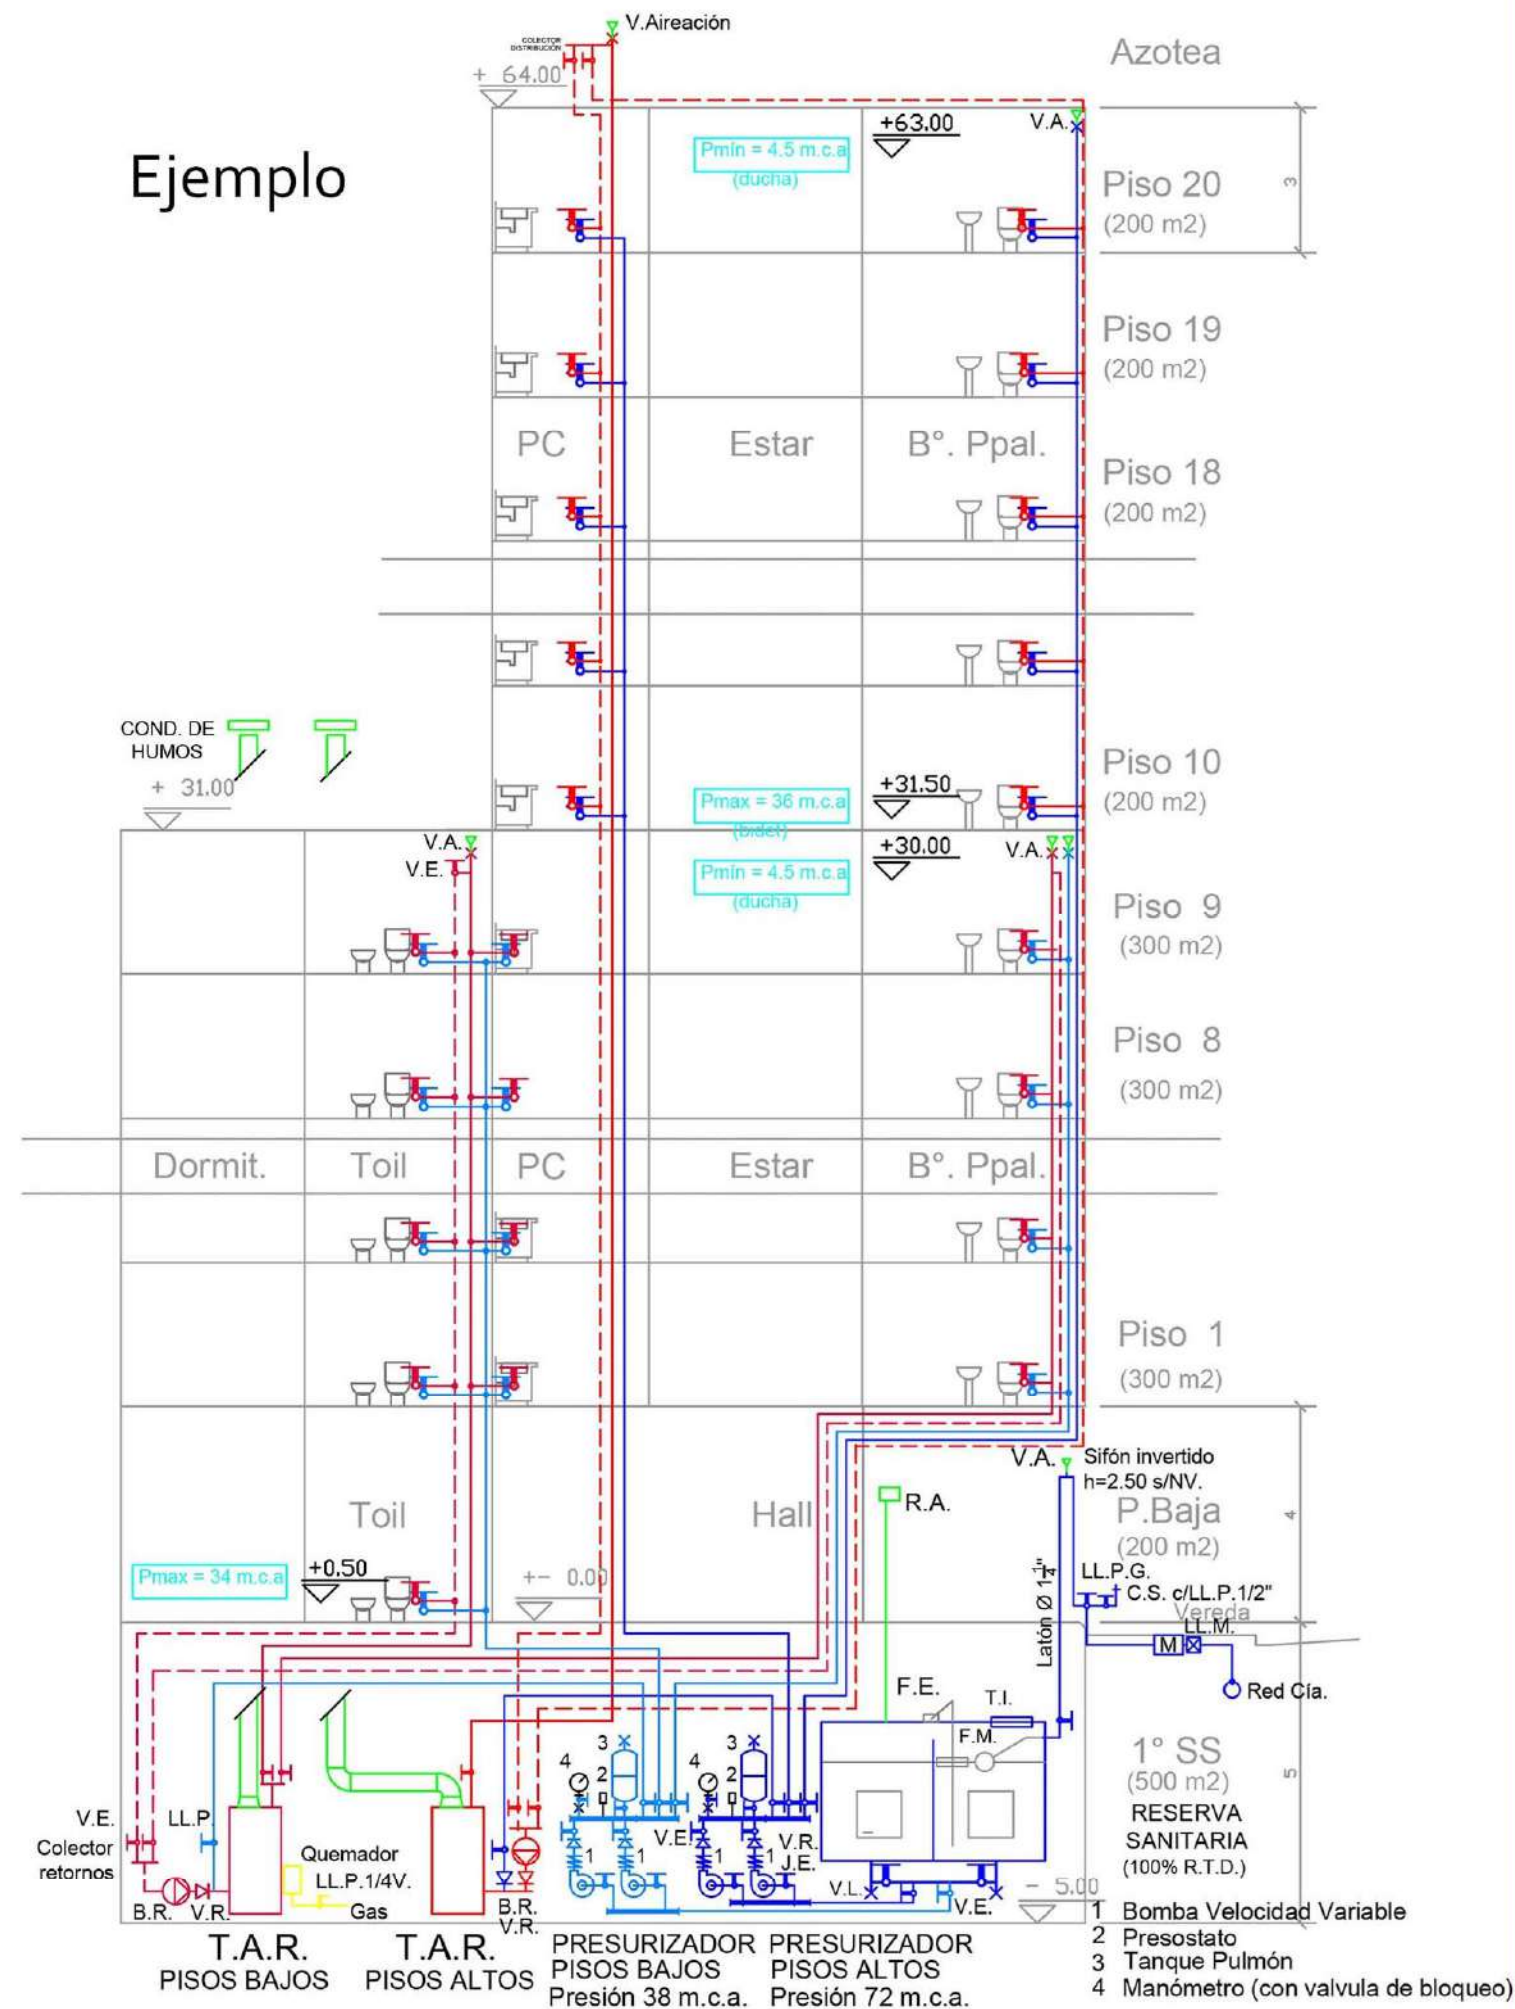 V.Aireación
COLECTOR
DISTRIBUCIÓN
Azotea
+ 64.00
+63.00
V.A.
Ejemplo
Pmín = 4.5 m.c.a
(ducha)
Piso 20
(200 m2)
3
Piso 19
(200 m2)
PC
Estar
B°. Ppal.
Piso 18
(200 m2)
COND. DE
HUMOS
+ 31.00
Pmax = 36 m.c.a
(bidet)
+31.50
Piso 10
(200 m2)
V.A.
V.E.
+30.00
V.A.
Pmín = 4.5 m.c.a
(ducha)
Piso 9
(300 m2)
Piso 8
(300 m2)
Dormit.
Toil
PC
Estar
B°. Ppal.
Piso 1
(300 m2)
V.A.
Sifón invertido
h=2.50 s/NV.
R.A.
Toil
Hall
P.Baja
(200 m2)
4
Pmax = 34 m.c.a
+0.50
+- 0.00
Latón Ø 1 1/4"
LL.P.G.
C.S. c/LL.P.1/2"
Vereda
LL.M.
M
Red Cía.
F.E.
T.I.
F.M.
1° SS
(500 m2)
5
RESERVA
SANITARIA
(100% R.T.D.)
V.E.
LL.P.
Colector
retornos
Quemador
LL.P.1/4V.
Gas
B.R.
V.R.
B.R.
V.R.
4
3
2
1
1
V.E.
4
3
2
1
1
V.R.
J.E.
V.L.
V.E.
- 5.00
T.A.R.
PISOS BAJOS
T.A.R.
PISOS ALTOS
PRESURIZADOR
PISOS BAJOS
Presión 38 m.c.a.
PRESURIZADOR
PISOS ALTOS
Presión 72 m.c.a.
1 Bomba Velocidad Variable
2 Presostato
3 Tanque Pulmón
4 Manómetro (con valvula de bloqueo)